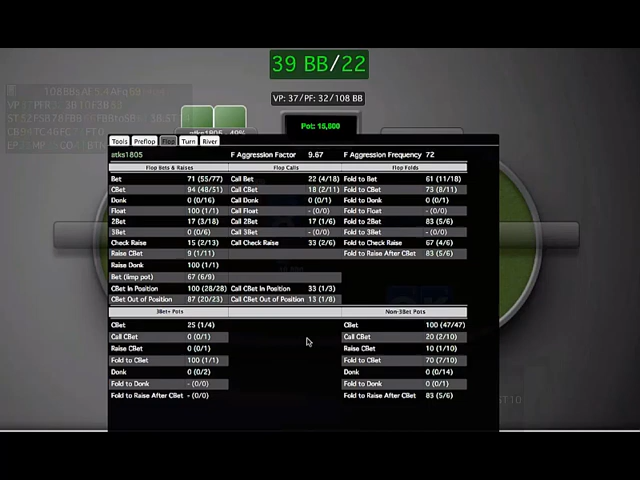 39 BB/22
VP: 37/PF: 32/108 BB
Pot: 15,600
Tools Preflop Flop Turn River
atks1805 F Aggression Factor 9.67 F Aggression Frequency 72
Flop Bets & Raises Flop Calls Flop Folds
Bet 71 (55/77) Call Bet 22 (4/18) Fold to Bet 61 (11/18)
CBet 94 (48/51) Call CBet 18 (2/11) Fold to CBet 73 (8/11)
Donk 0 (0/16) Call Donk 0 (0/1) Fold to Donk 0 (0/1)
Float 100 (1/1) Call Float - (0/0) Fold to Float - (0/0)
2Bet 17 (3/18) Call 2Bet 17 (1/6) Fold to 2Bet 83 (5/6)
3Bet 0 (0/6) Call 3Bet - (0/0) Fold to 3Bet - (0/0)
Check Raise 15 (2/13) Call Check Raise 33 (2/6) Fold to Check Raise 67 (4/6)
Raise CBet 9 (1/11) Fold to Raise After CBet 83 (5/6)
Raise Donk 100 (1/1)
Bet (limp pot) 67 (6/9)
CBet In Position 100 (28/28) Call CBet In Position 33 (1/3)
CBet Out of Position 87 (20/23) Call CBet Out of Position 13 (1/8)
3Bet+ Pots Non-3Bet Pots
CBet 25 (1/4) CBet 100 (47/47)
Call CBet 0 (0/1) Call CBet 20 (2/10)
Raise CBet 0 (0/1) Raise CBet 10 (1/10)
Fold to CBet 100 (1/1) Fold to CBet 70 (7/10)
Donk 0 (0/2) Donk 0 (0/14)
Fold to Donk - (0/0) Fold to Donk 0 (0/1)
Fold to Raise After CBet - (0/0) Fold to Raise After CBet 83 (5/6)